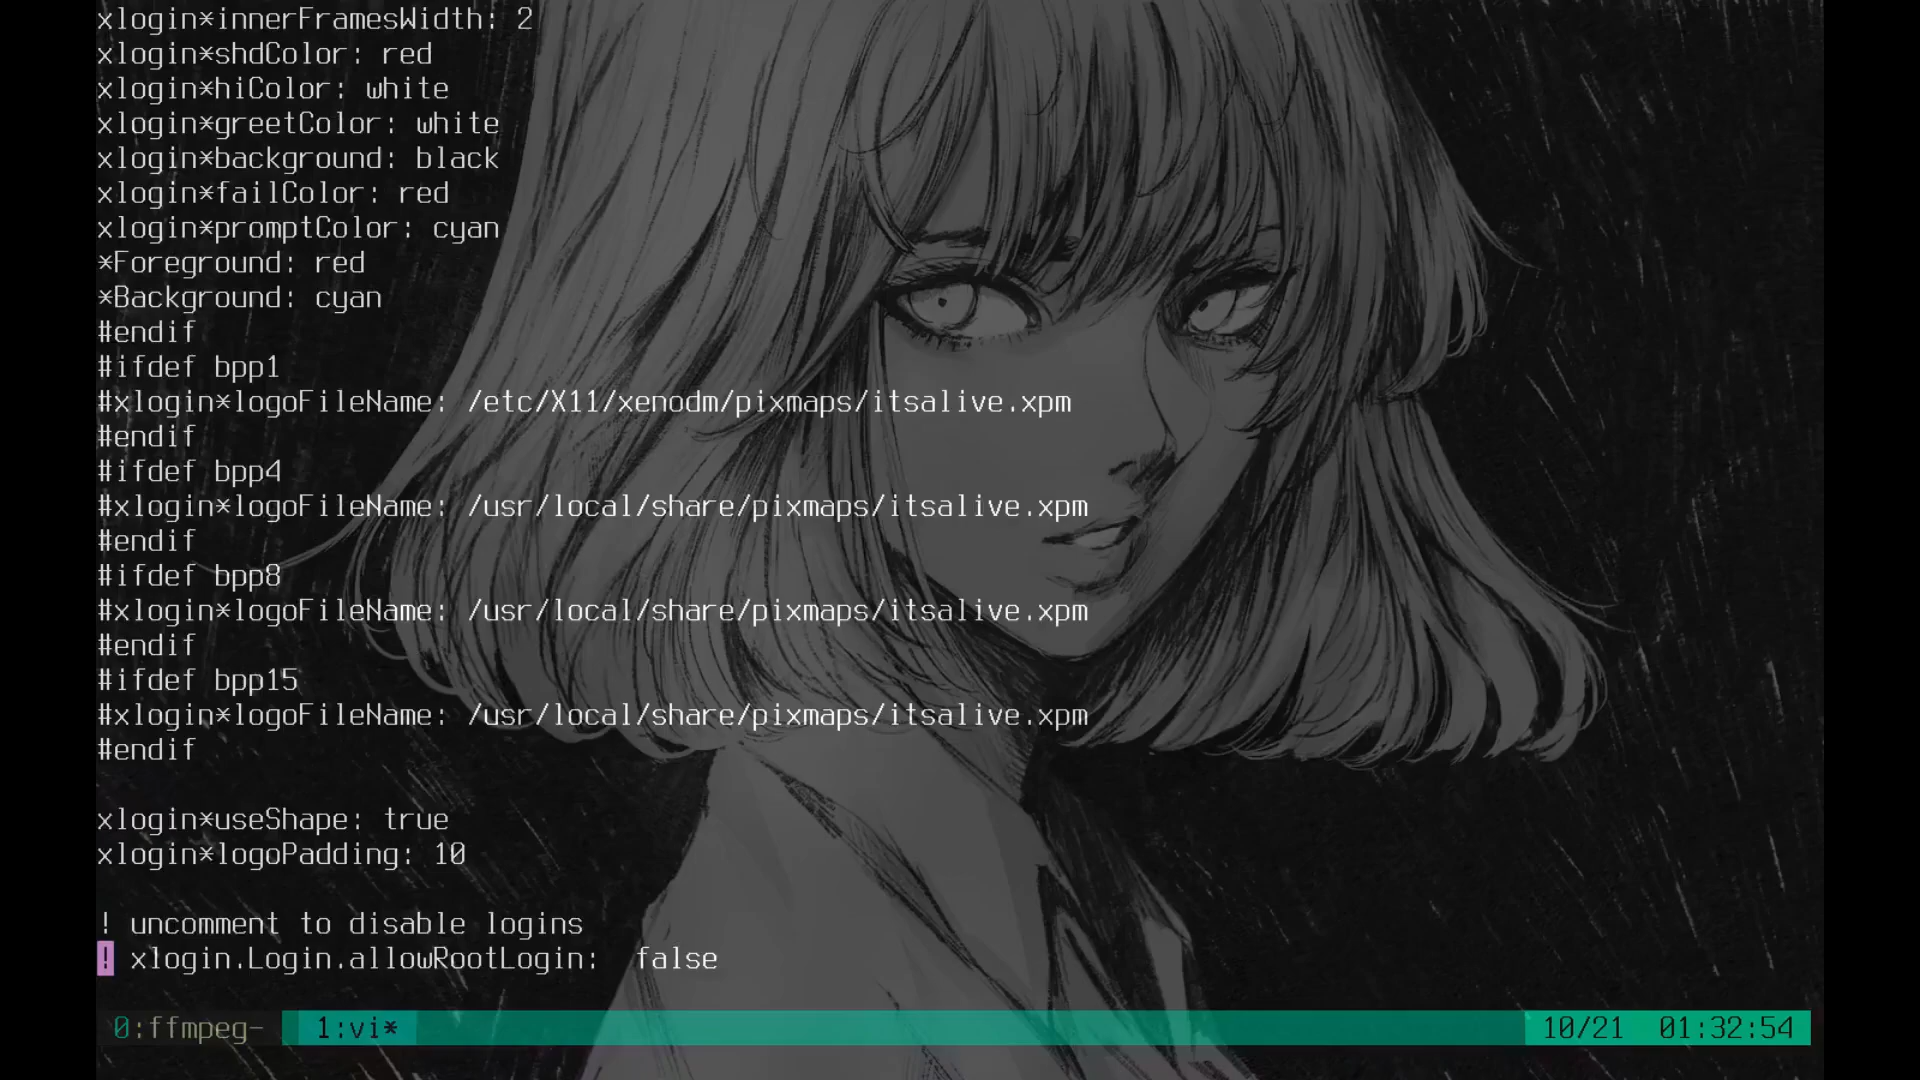 xlogin*innerFramesWidth: 2
xlogin*shdColor: red
xlogin*hiColor: white
xlogin*greetColor: white
xlogin*background: black
xlogin*failColor: red
xlogin*promptColor: cyan
*Foreground: red
*Background: cyan
#endif
#ifdef bpp1
#xlogin*logoFileName: /etc/X11/xenodm/pixmaps/itsalive.xpm
#endif
#ifdef bpp4
#xlogin*logoFileName: /usr/local/share/pixmaps/itsalive.xpm
#endif
#ifdef bpp8
#xlogin*logoFileName: /usr/local/share/pixmaps/itsalive.xpm
#endif
#ifdef bpp15
#xlogin*logoFileName: /usr/local/share/pixmaps/itsalive.xpm
#endif
xlogin*useShape: true
xlogin*logoPadding: 10
! uncomment to disable logins
! xlogin.Login.allowRootLogin:  false
0:ffmpeg-  1:vi*  10/21  01:32:54